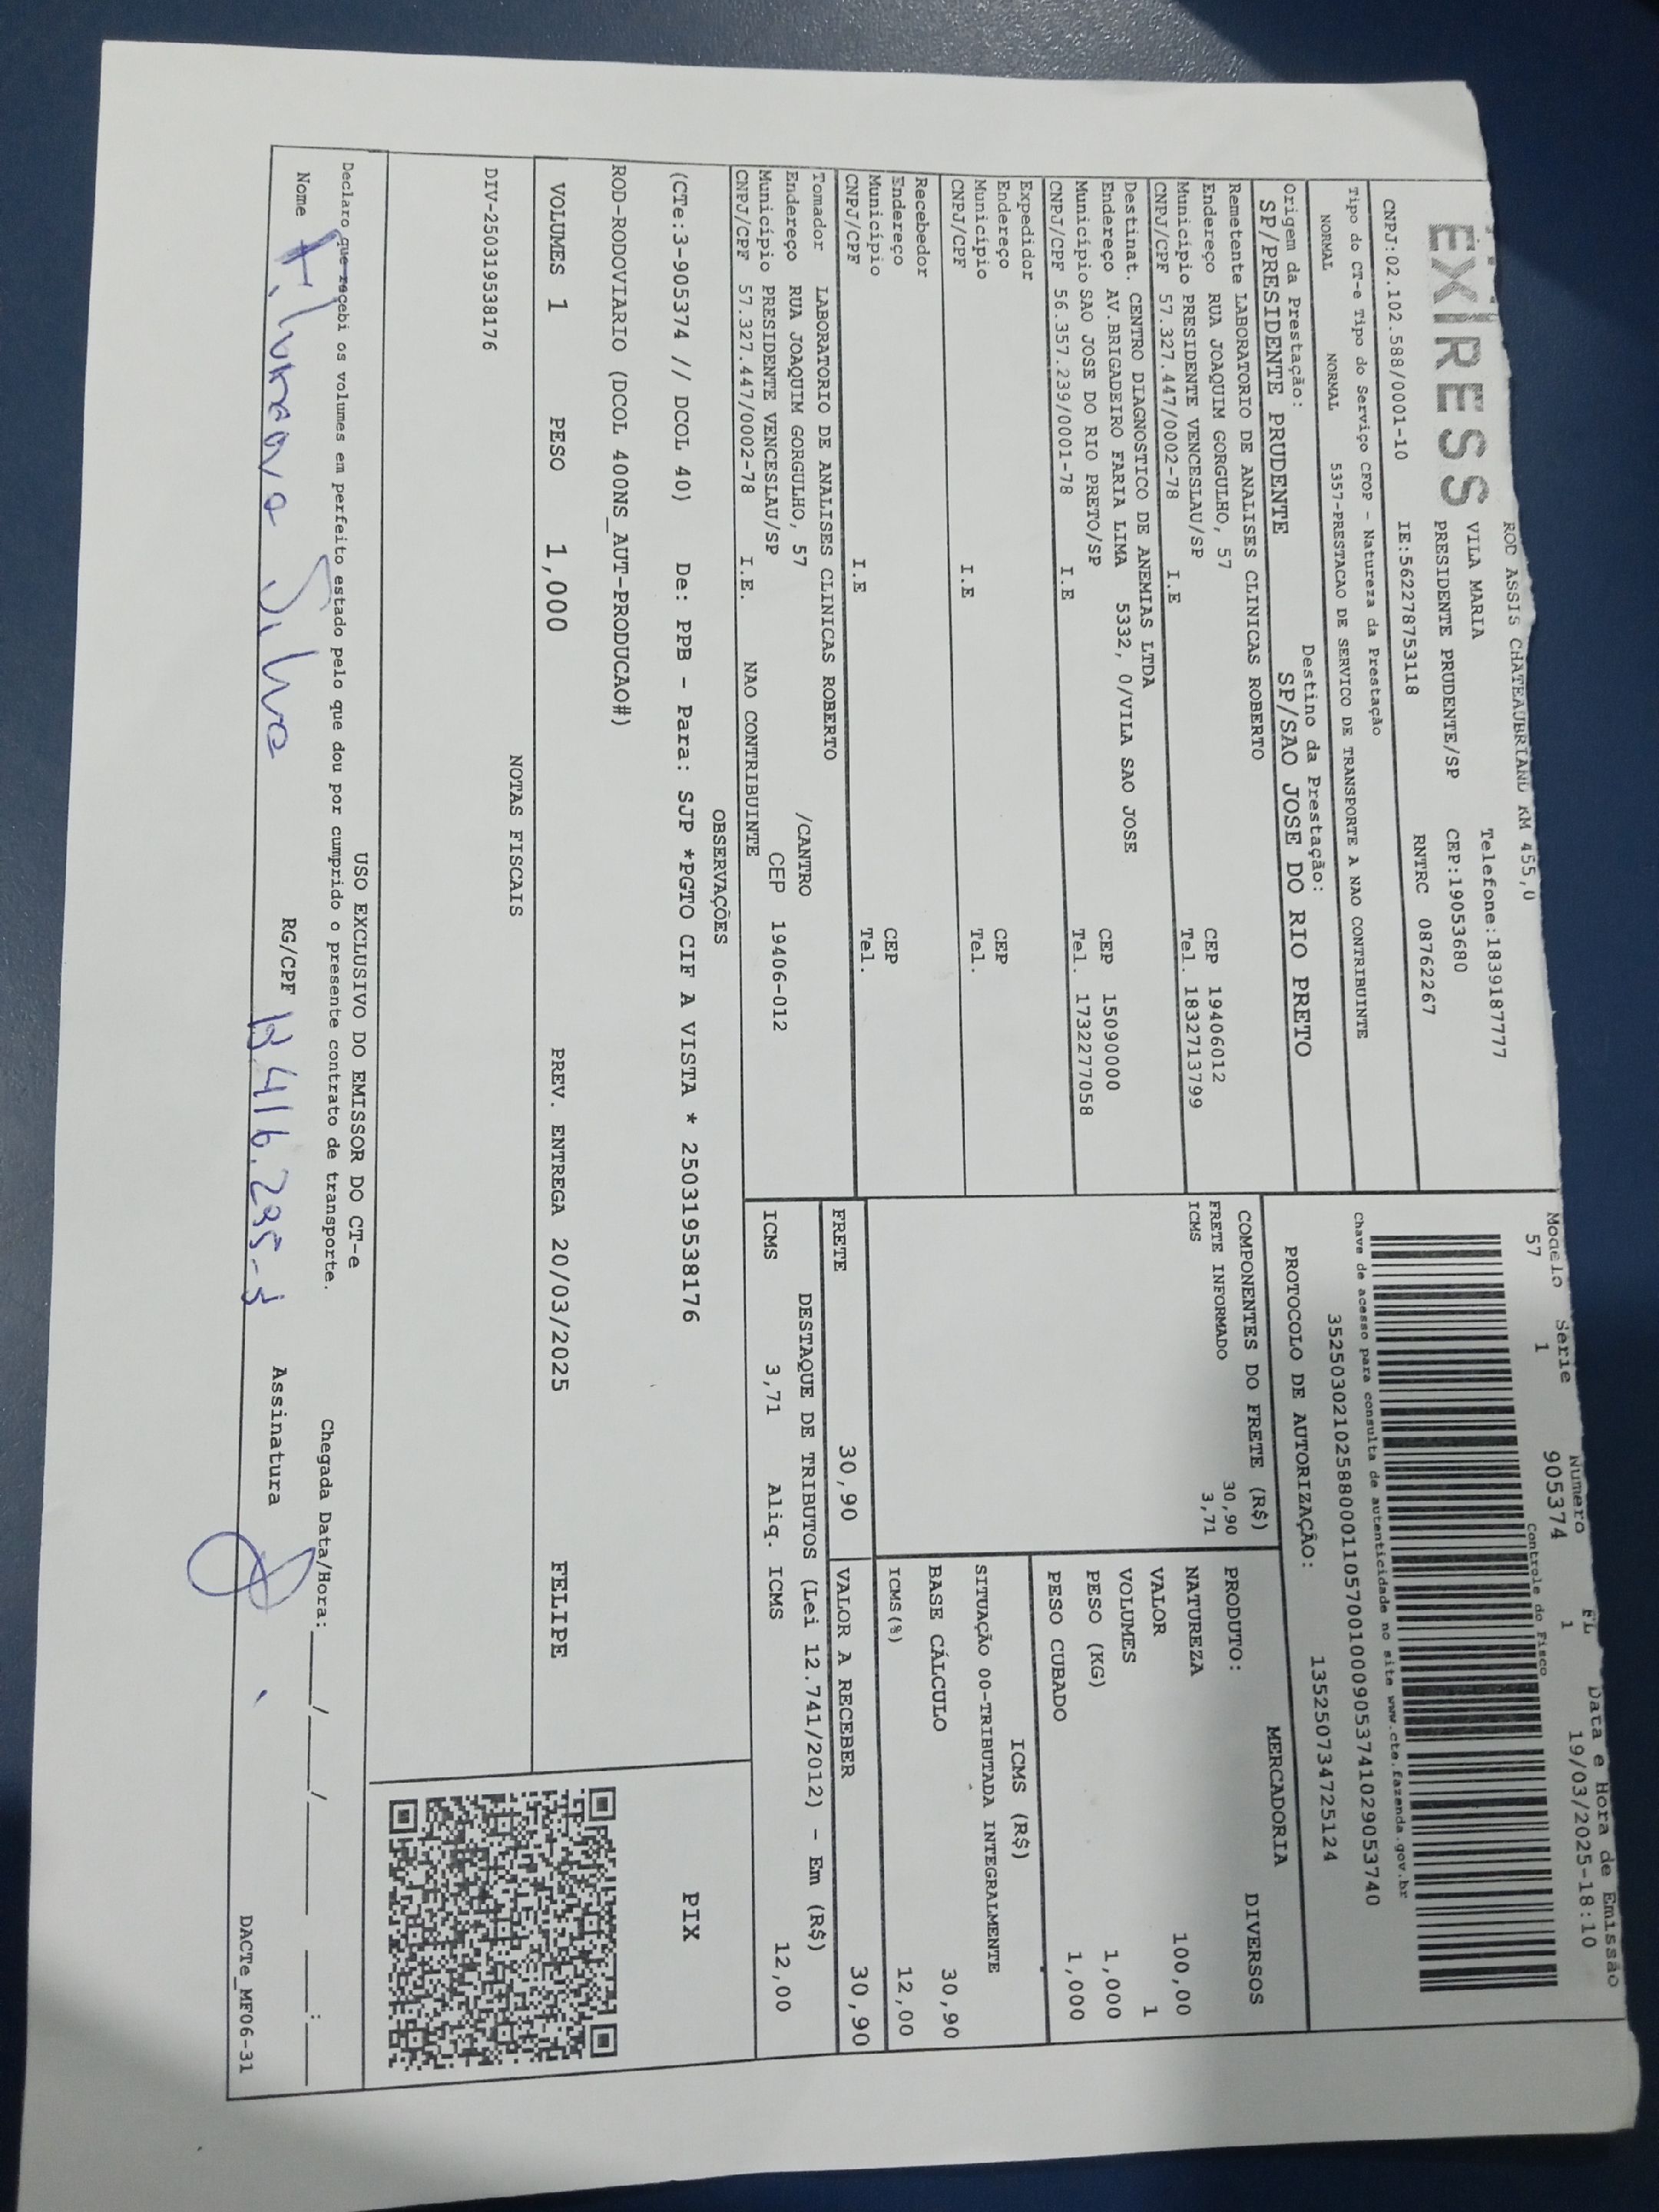 ROD ASSIS CHATEAUBRIAND KM 455,0
EXPRESS VILA MARIA Telefone:1839187777
PRESIDENTE PRUDENTE/SP CEP:19053680
CNPJ:02.102.588/0001-10 IE:562278753118 RNTRC 08762267
Modelo Série Numero FL Data e Hora de Emissão
57 1 905374 1 19/03/2025-18:10
Controle do Fisco
Tipo do CT-e Tipo do Serviço CFOP - Natureza da Prestação
NORMAL NORMAL 5357-PRESTACAO DE SERVICO DE TRANSPORTE A NAO CONTRIBUINTE
Chave de acesso para consulta de autenticidade no site www.cte.fazenda.gov.br
35250302102588000110570010009053741029053740
Origem da Prestação: Destino da Prestação:
SP/PRESIDENTE PRUDENTE SP/SAO JOSE DO RIO PRETO
PROTOCOLO DE AUTORIZAÇÃO: 135250734725124
Remetente LABORATORIO DE ANALISES CLINICAS ROBERTO
Endereço RUA JOAQUIM GORGULHO, 57 CEP 19406012
Município PRESIDENTE VENCESLAU/SP Tel. 1832713799
CNPJ/CPF 57.327.447/0002-78 I.E
Destinat. CENTRO DIAGNOSTICO DE ANEMIAS LTDA
Endereço AV.BRIGADEIRO FARIA LIMA 5332, 0/VILA SAO JOSE CEP 15090000
Município SAO JOSE DO RIO PRETO/SP Tel. 1732277058
CNPJ/CPF 56.357.239/0001-78 I.E
Expedidor
Endereço CEP
Município Tel.
CNPJ/CPF I.E
Recebedor
Endereço CEP
Município Tel.
CNPJ/CPF I.E
COMPONENTES DO FRETE (R$)
FRETE INFORMADO 30,90
ICMS 3,71
MERCADORIA
PRODUTO: DIVERSOS
NATUREZA
VALOR 100,00
VOLUMES 1
PESO (KG) 1,000
PESO CUBADO 1,000
ICMS (R$)
SITUAÇÃO 00-TRIBUTADA INTEGRALMENTE
BASE CÁLCULO 30,90
ICMS(%) 12,00
Tomador LABORATORIO DE ANALISES CLINICAS ROBERTO
Endereço RUA JOAQUIM GORGULHO, 57 /CANTRO
Município PRESIDENTE VENCESLAU/SP CEP 19406-012
CNPJ/CPF 57.327.447/0002-78 I.E. NAO CONTRIBUINTE
FRETE 30,90 VALOR A RECEBER 30,90
DESTAQUE DE TRIBUTOS (Lei 12.741/2012) - Em (R$)
ICMS 3,71 Aliq. ICMS 12,00
OBSERVAÇÕES
(CTe:3-905374 // DCOL 40) De: PPB - Para: SJP *PGTO CIF A VISTA * 250319538176
PIX
ROD-RODOVIARIO (DCOL 400NS_AUT-PRODUCAO#)
VOLUMES 1 PESO 1,000 PREV. ENTREGA 20/03/2025 FELIPE
NOTAS FISCAIS
DIV-250319538176
USO EXCLUSIVO DO EMISSOR DO CT-e
Declaro que recebi os volumes em perfeito estado pelo que dou por cumprido o presente contrato de transporte. Chegada Data/Hora:___/___/___ ___:___
Nome Silva RG/CPF Assinatura
DACTe_MF06-31